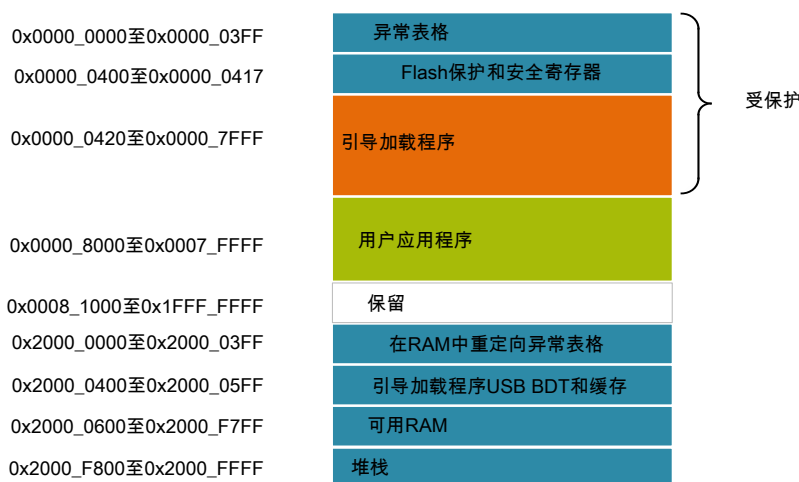 0x0000_0000至0x0000_03FF 异常表格
0x0000_0400至0x0000_0417 Flash保护和安全寄存器
受保护
0x0000_0420至0x0000_7FFF 引导加载程序
0x0000_8000至0x0007_FFFF 用户应用程序
0x0008_1000至0x1FFF_FFFF 保留
0x2000_0000至0x2000_03FF 在RAM中重定向异常表格
0x2000_0400至0x2000_05FF 引导加载程序USB BDT和缓存
0x2000_0600至0x2000_F7FF 可用RAM
0x2000_F800至0x2000_FFFF 堆栈